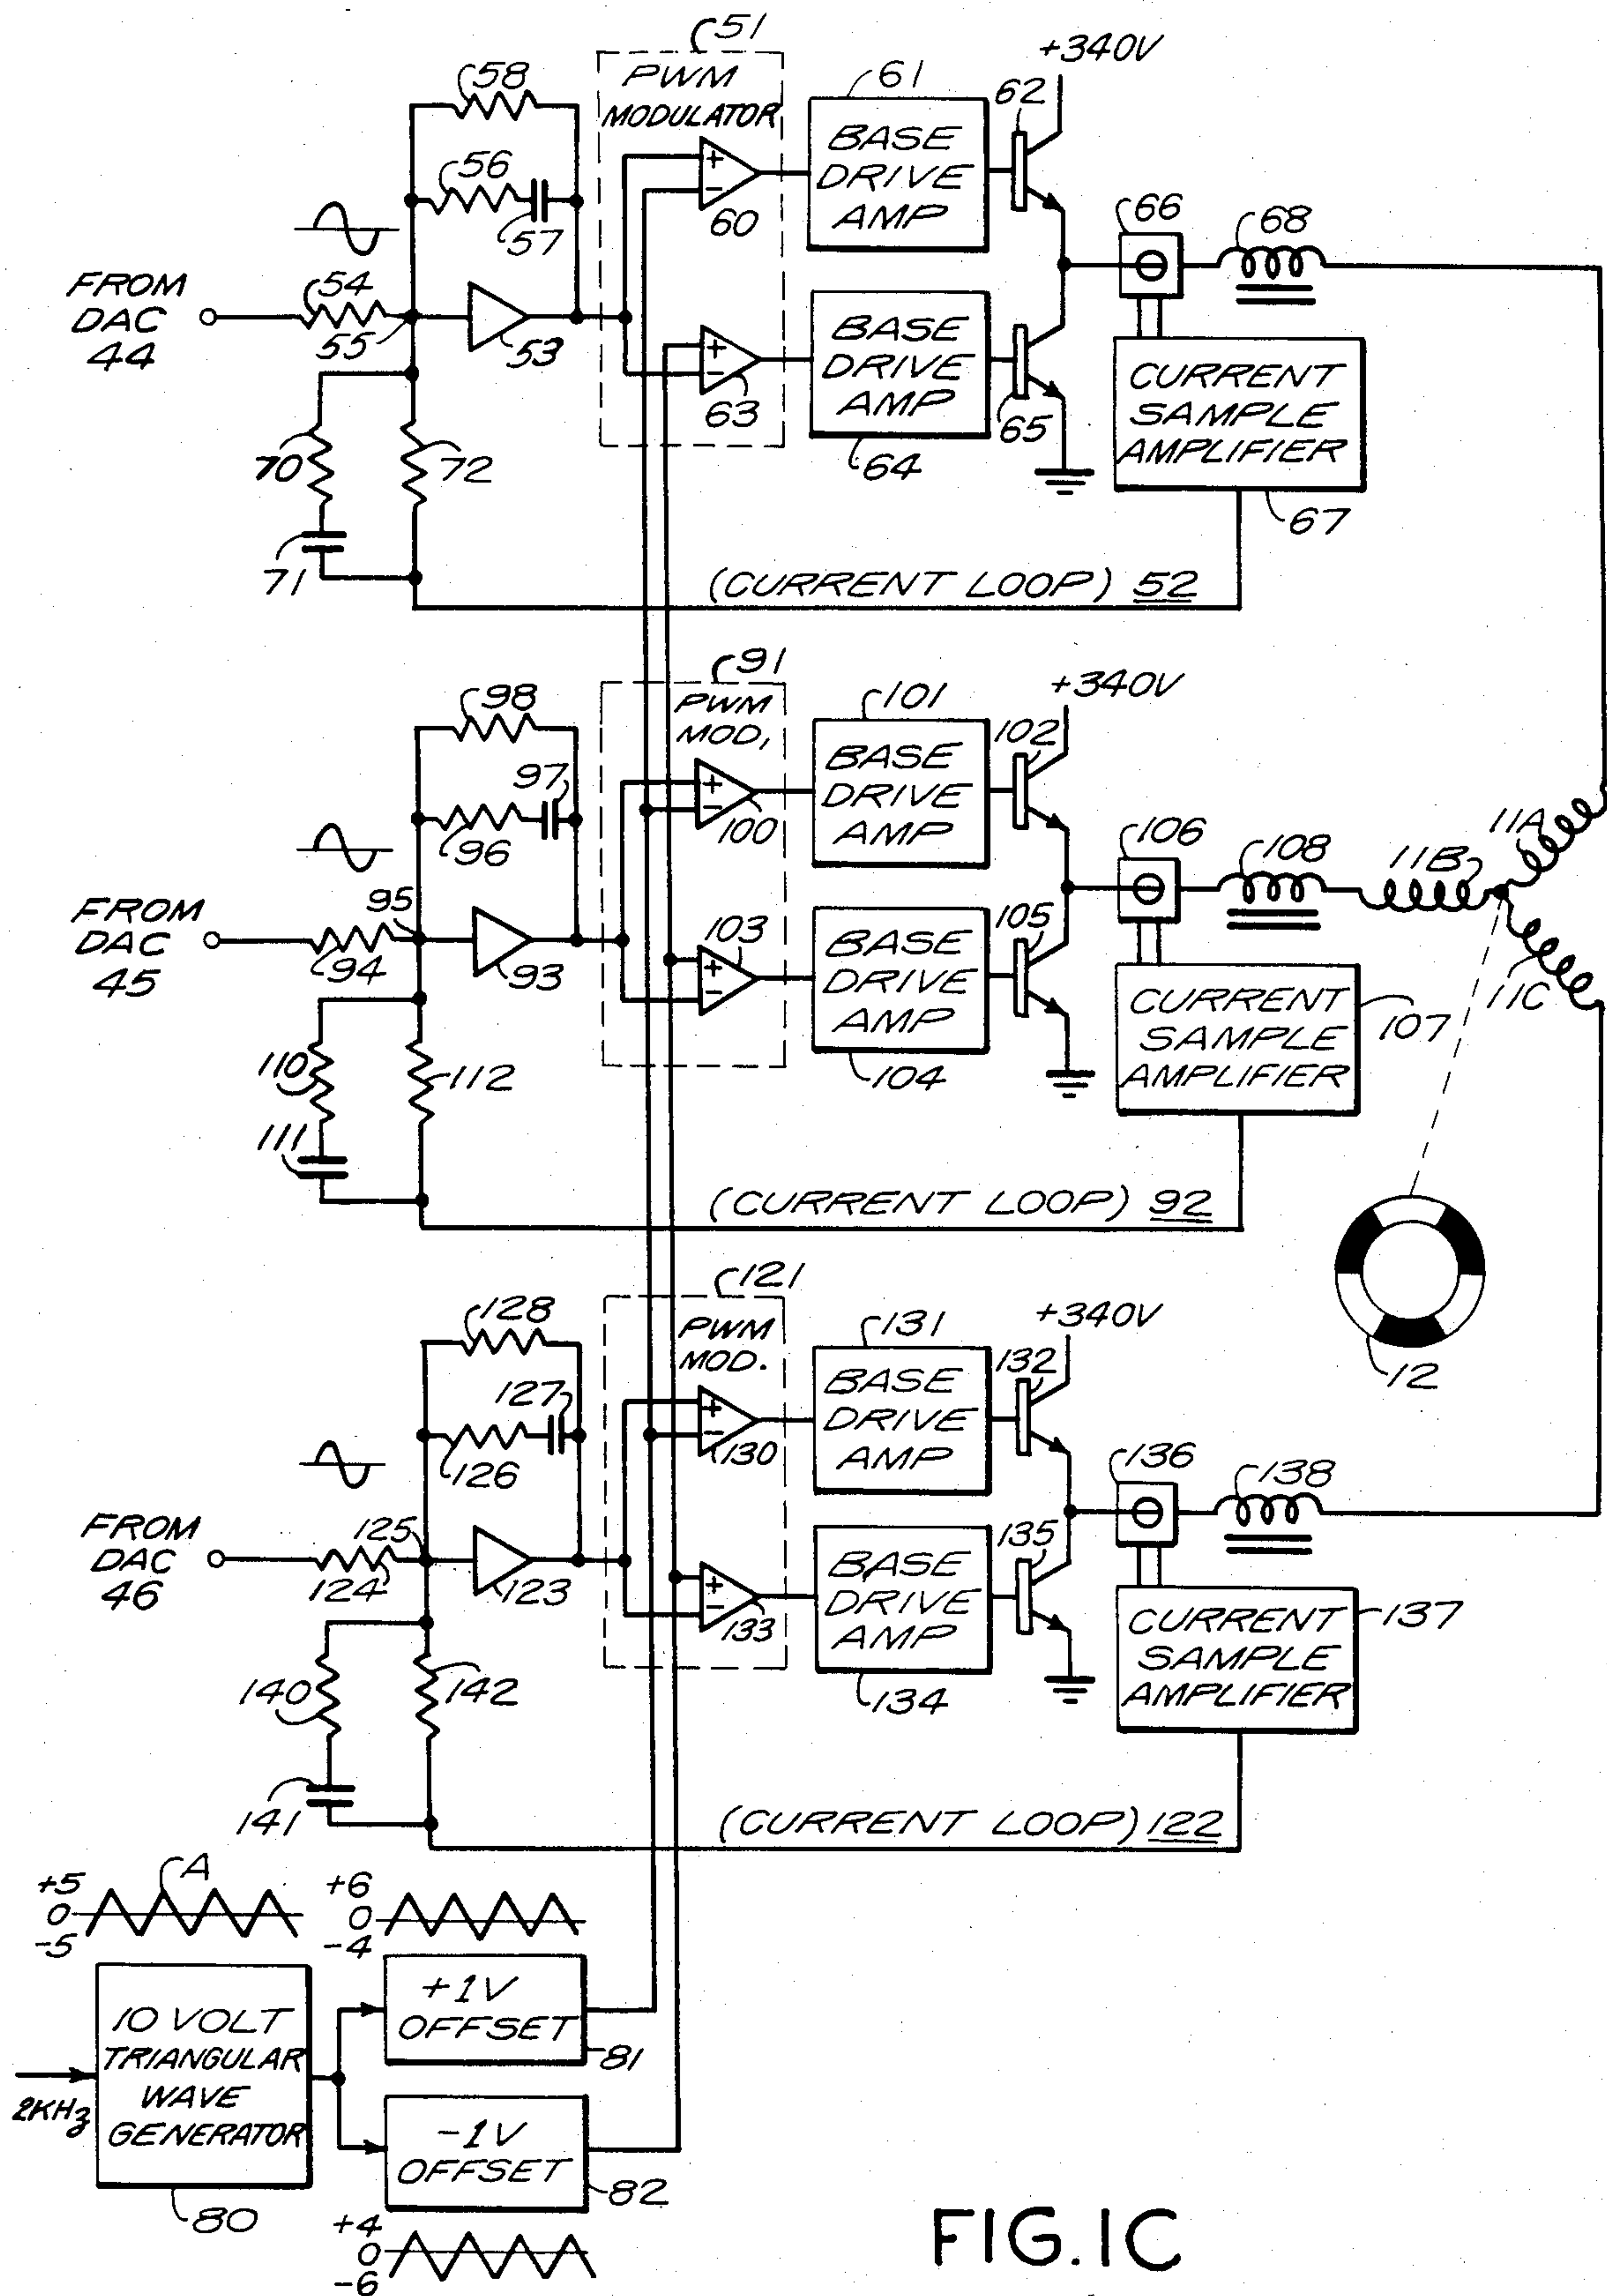 51
+340V
58
PWM
MODULATOR
61
62
BASE
DRIVE
AMP
56
57
60
66
68
FROM
DAC
44
54
55
53
63
BASE
DRIVE
AMP
64
65
CURRENT
SAMPLE
AMPLIFIER
67
70
72
71
(CURRENT LOOP) 52
91
+340V
98
PWM
MOD,
101
102
BASE
DRIVE
AMP
97
96
100
106
108
11B
11A
11C
FROM
DAC
45
95
94
93
103
BASE
DRIVE
AMP
104
105
CURRENT
SAMPLE
AMPLIFIER
107
110
112
111
(CURRENT LOOP) 92
12
121
+340V
128
PWM
MOD.
131
132
BASE
DRIVE
AMP
127
126
130
136
138
FROM
DAC
46
125
124
123
133
BASE
DRIVE
AMP
134
135
CURRENT
SAMPLE
AMPLIFIER
137
140
142
141
(CURRENT LOOP) 122
A
+5
0
-5
+6
0
-4
10 VOLT
TRIANGULAR
WAVE
GENERATOR
2KHz
80
+1V
OFFSET
81
-1V
OFFSET
82
+4
0
-6
+
-
+
-
+
-
+
-
+
-
+
-
FIG. 1C